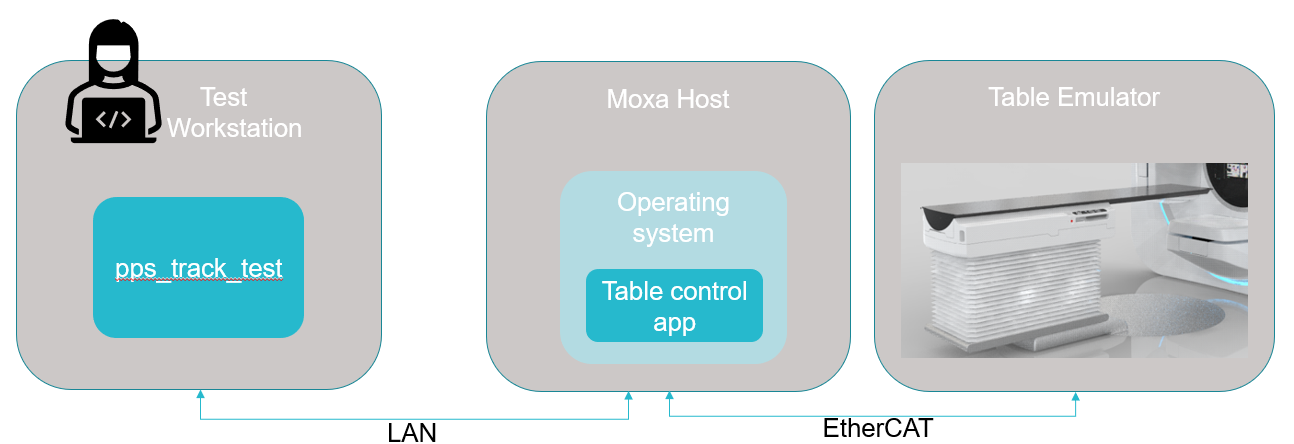 Test
Workstation
</>
pps_track_test
Moxa Host
Operating
system
Table control
app
Table Emulator
LAN
EtherCAT